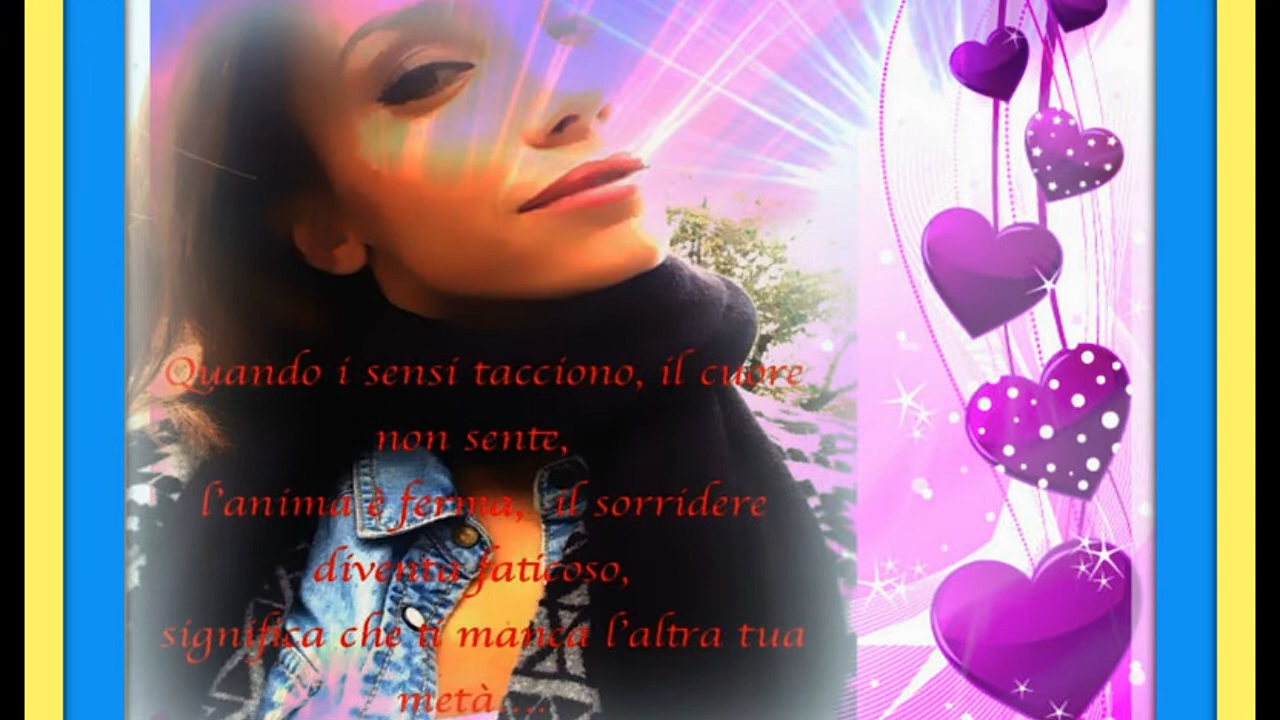 Quando i sensi tacciono, il cuore
non sente,
l'anima è ferma, il sorridere
diventa faticoso,
significa che ti manca l'altra tua
metà ...